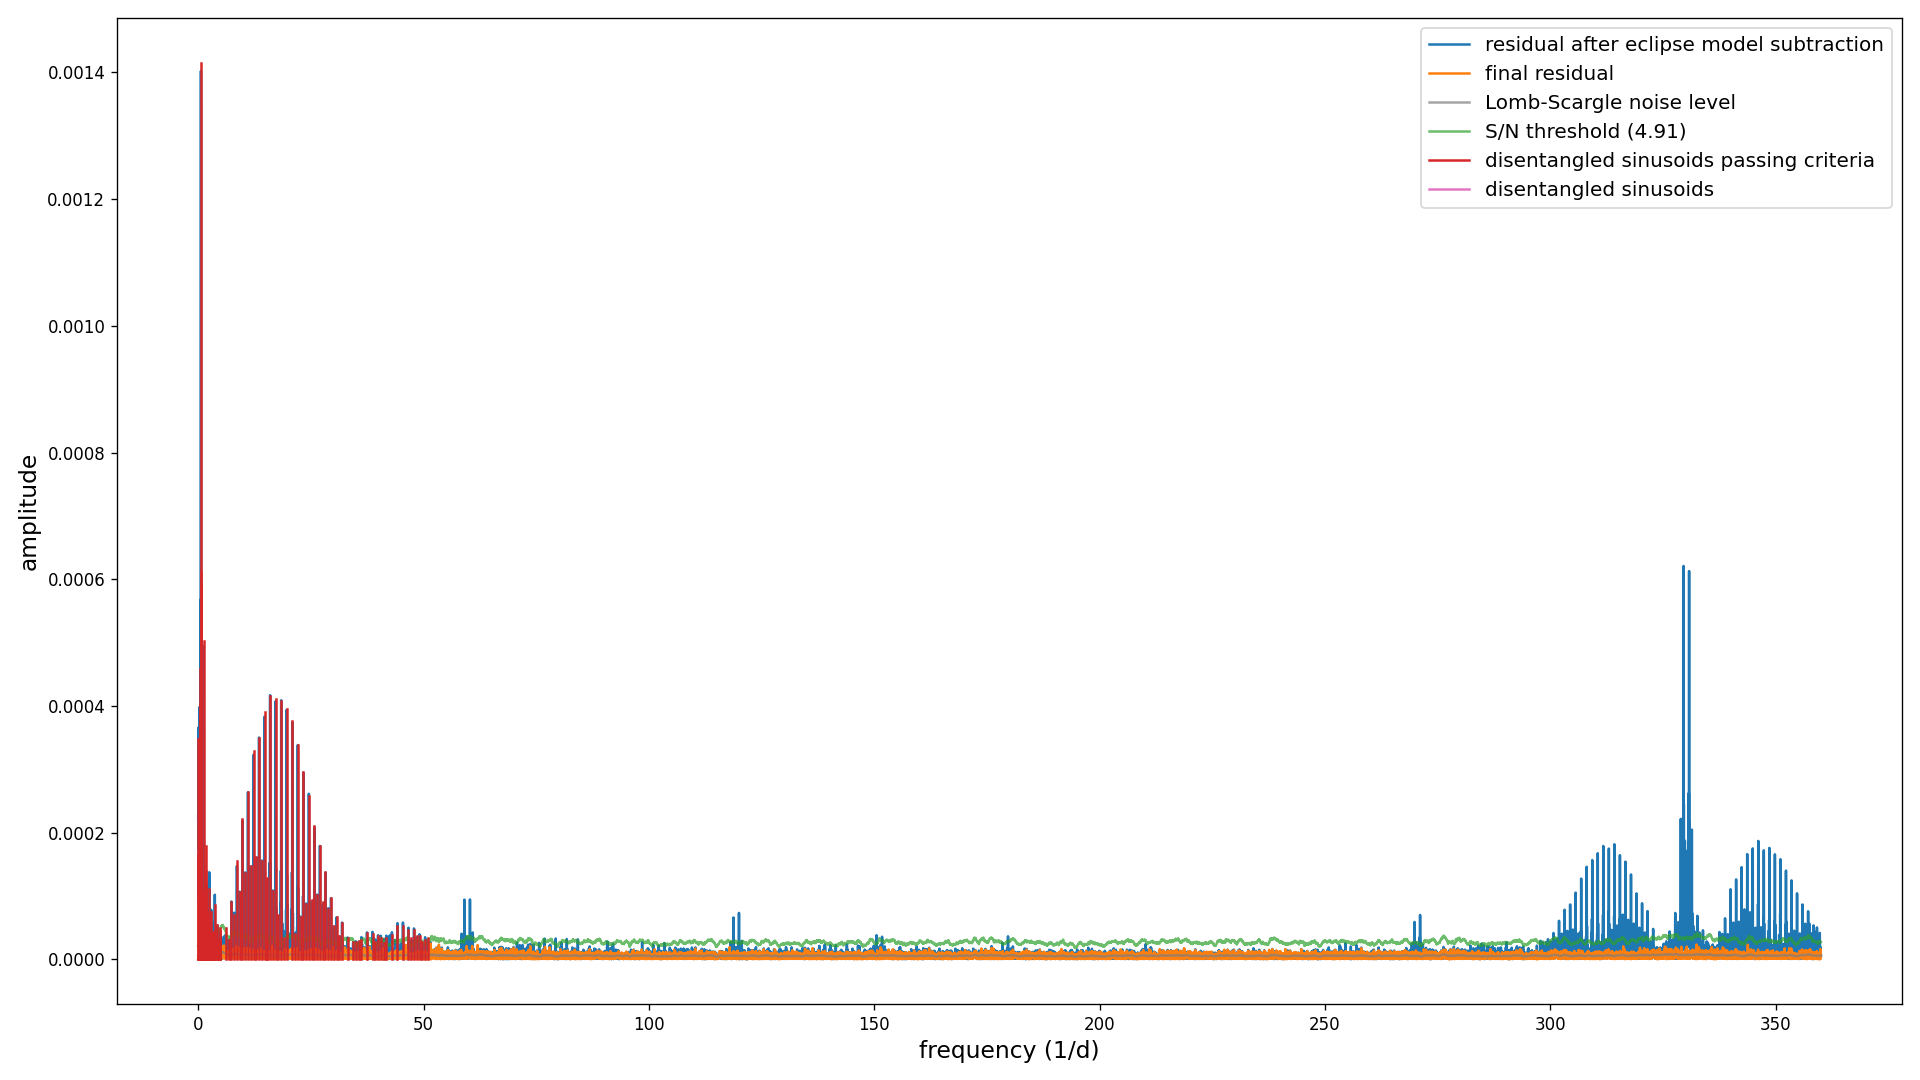 residual after eclipse model subtraction
final residual
Lomb-Scargle noise level
S/N threshold (4.91)
disentangled sinusoids passing criteria
disentangled sinusoids
0.0014
0.0012
0.0010
0.0008
0.0006
0.0004
0.0002
0.0000
amplitude
0 50 100 150 200 250 300 350
frequency (1/d)